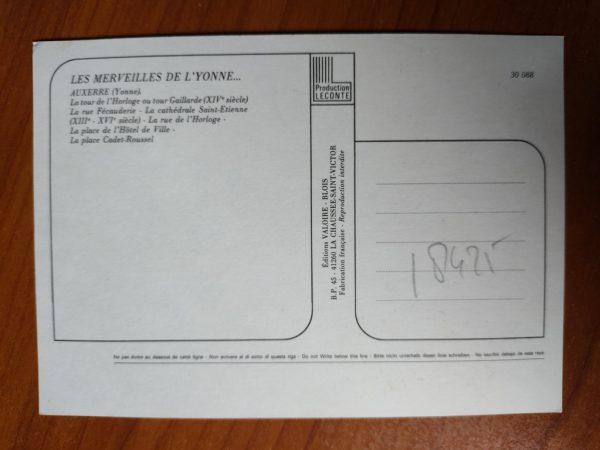 LES MERVEILLES DE L'YONNE...
AUXERRE (Yonne).
La tour de l'Horloge ou tour Gaillarde (XIVe siècle)
La rue Fécauderie - La cathédrale Saint-Etienne
(XIIIe - XVIe siècle) - La rue de l'Horloge -
La place de l'Hôtel de Ville -
La place Cadet-Roussel
Production
LECONTE
Éditions VALOIRE - BLOIS
B.P. 45 - 41260 LA CHAUSSEE-SAINT-VICTOR
Fabrication française - Reproduction interdite
30 088
18425
Ne pas écrire au dessous de cette ligne - Non scrivere al di sotto di questa riga - Do not Write below this line - Bitte nicht unterhalb dieser linie schreiben - No escribir debajo de esta raya